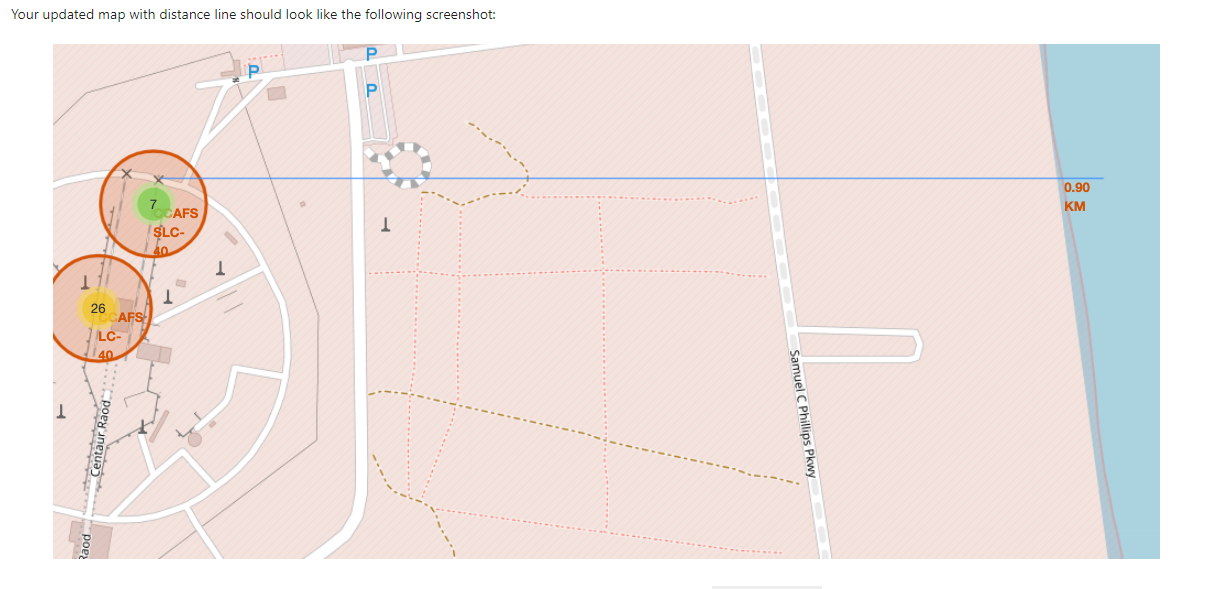 Your updated map with distance line should look like the following screenshot:
P
P
P
7
CCAFS
SLC-
40
0.90
KM
26
CCAFS
LC-
40
Centaur Raod
Samuel C Phillips Pkwy
Raod